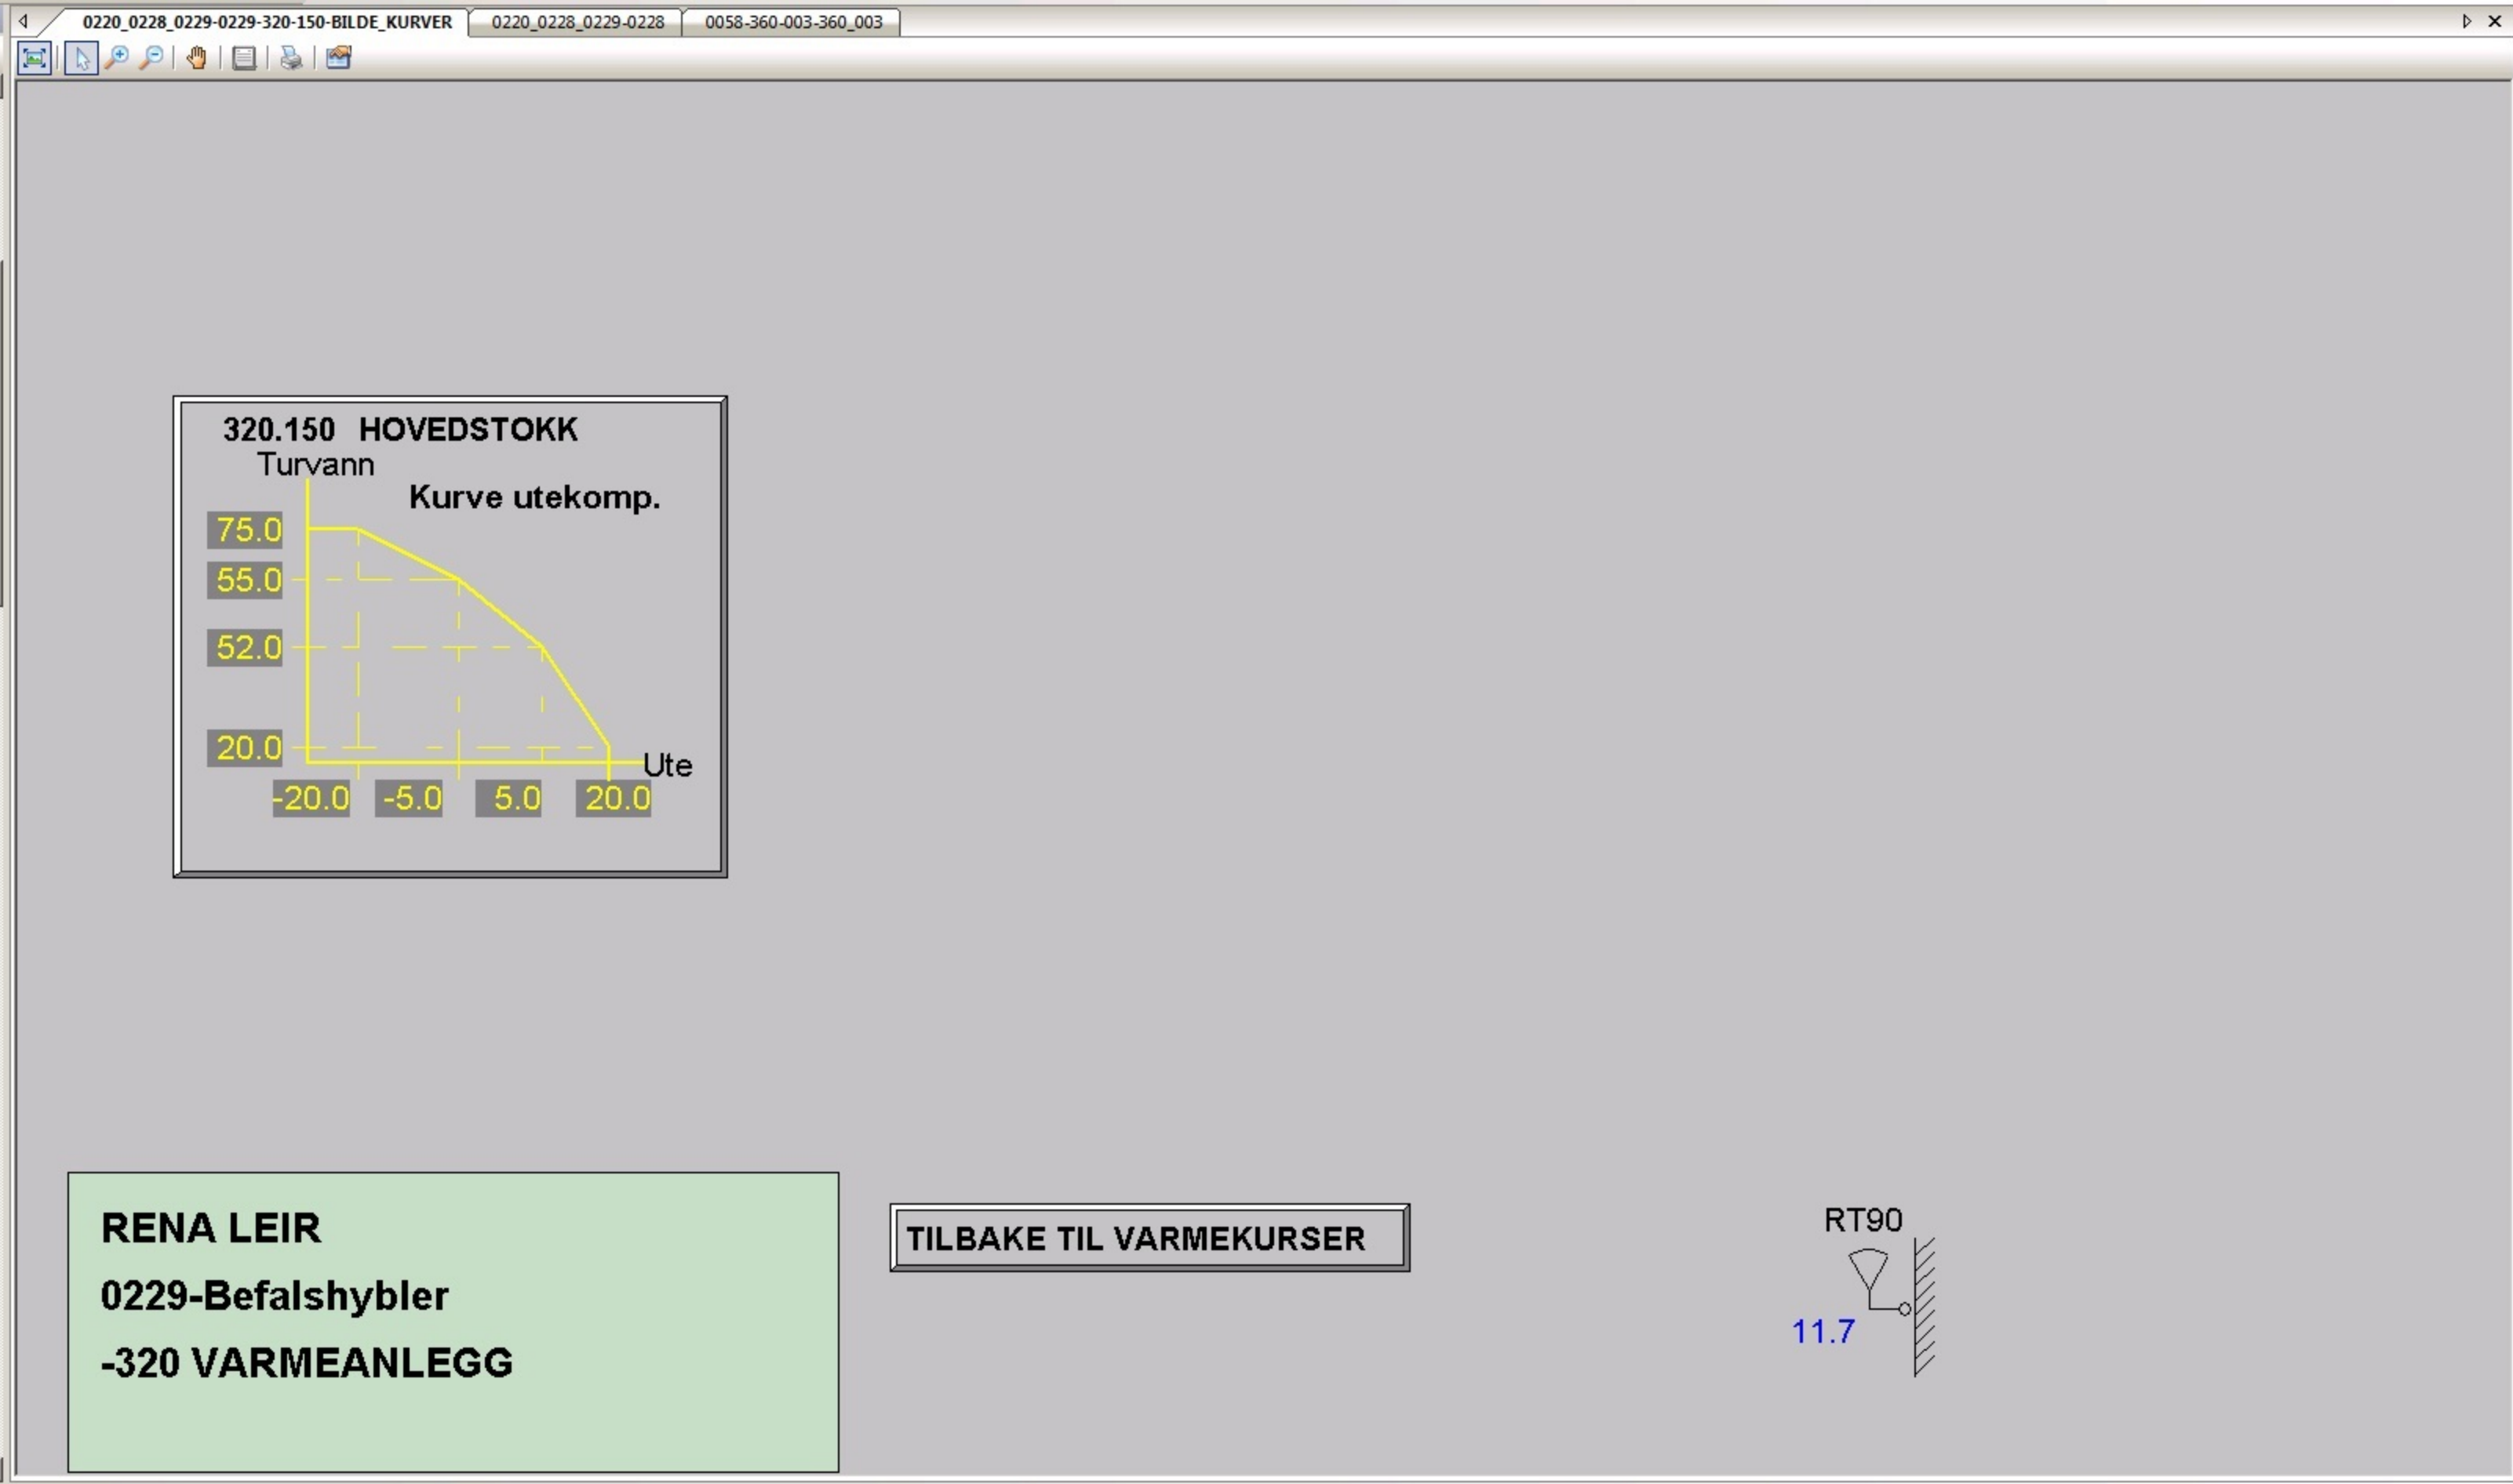 0220_0228_0229-0229-320-150-BILDE_KURVER 0220_0228_0229-0228 0058-360-003-360_003
320.150 HOVEDSTOKK
Turvann
Kurve utekomp.
75.0
55.0
52.0
20.0
Ute
-20.0 -5.0 5.0 20.0
RENA LEIR
0229-Befalshybler
-320 VARMEANLEGG
TILBAKE TIL VARMEKURSER
RT90
11.7